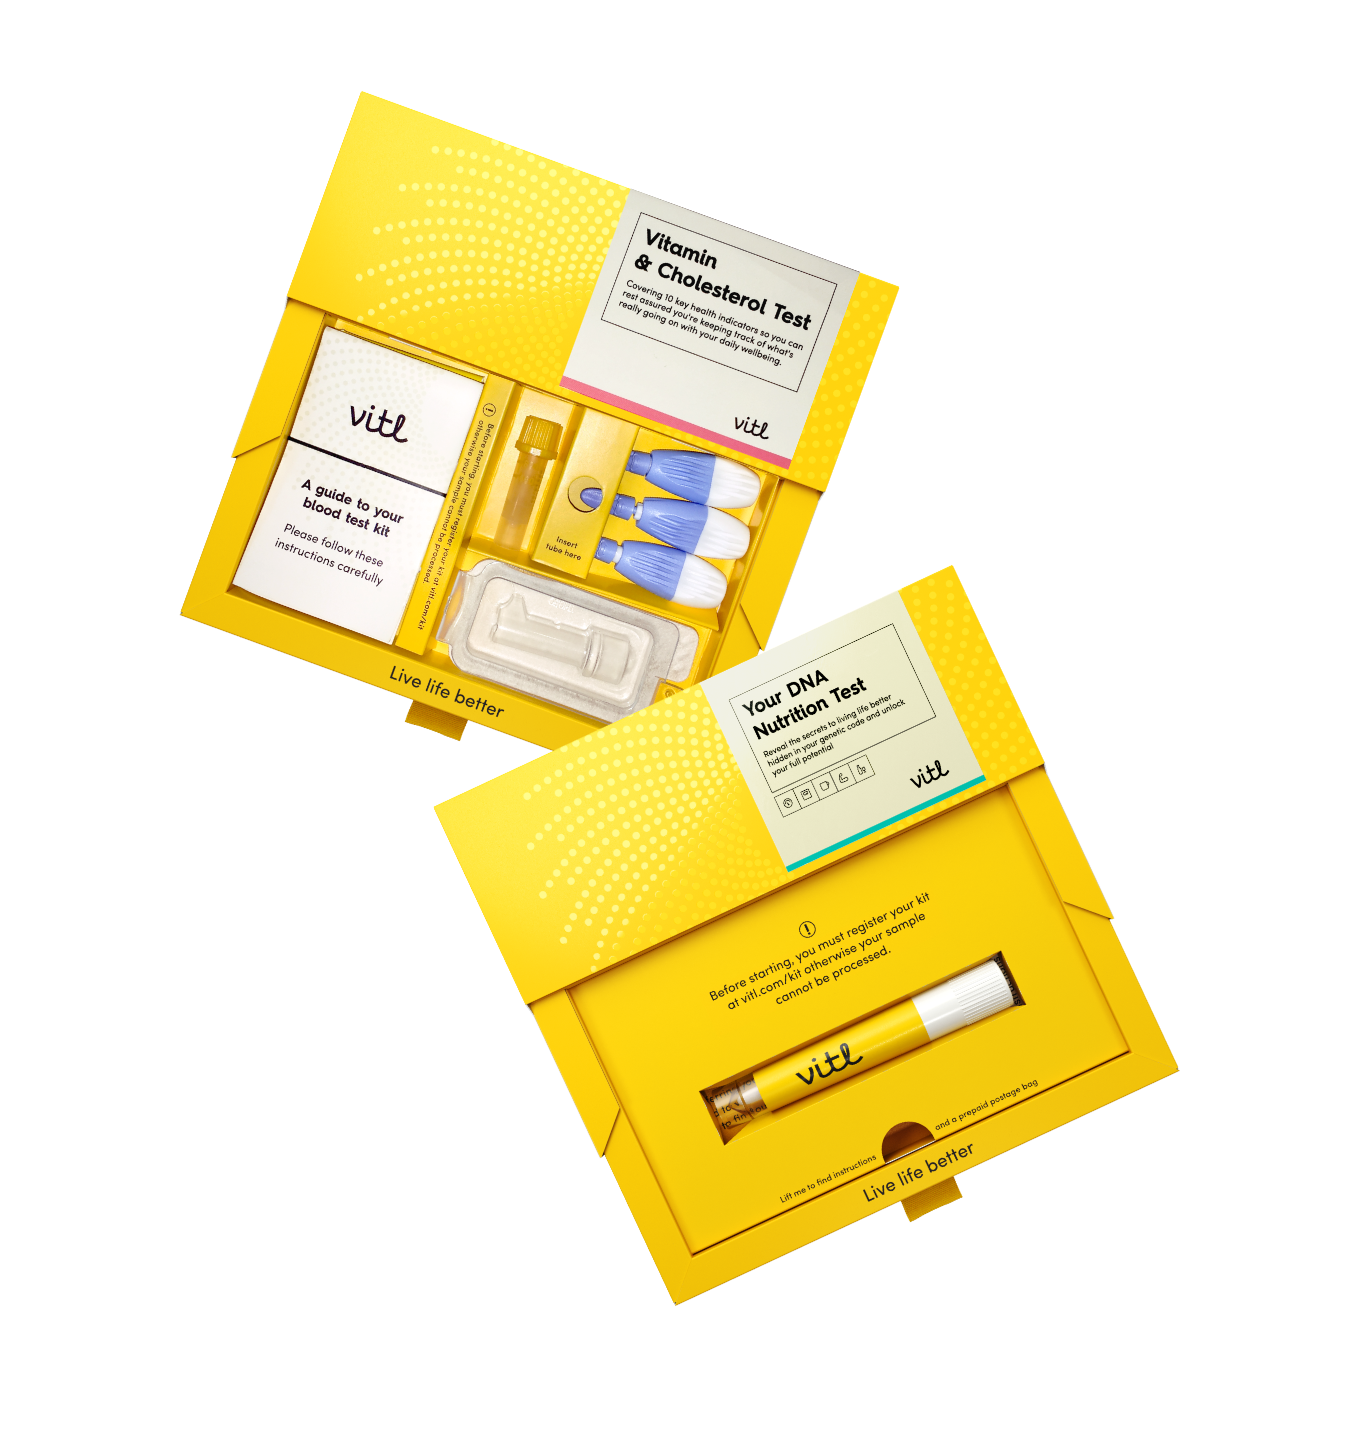 Vitamin
& Cholesterol Test
Covering 10 key health indicators so you can
rest assured you're keeping track of what's
really going on with your daily wellbeing.
vitl
vitl
A guide to your
blood test kit
Please follow these
instructions carefully
Before starting, you must register your kit at vitl.com/kit
otherwise your sample cannot be processed.
Insert
tube here
Live life better
Your DNA
Nutrition Test
Reveal the secrets to living life better
hidden in your genetic code and unlock
your full potential
vitl
Before starting, you must register your kit
at vitl.com/kit otherwise your sample
cannot be processed.
vitl
Lift me to find instructions and a prepaid postage bag
Live life better